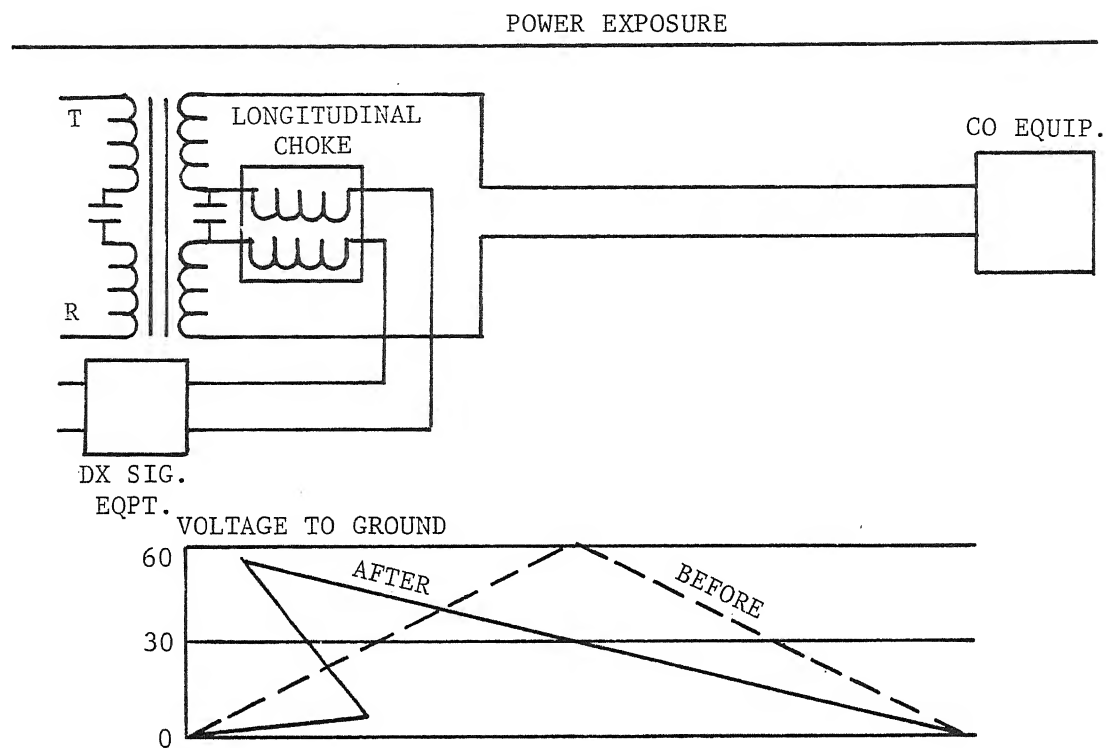 POWER EXPOSURE
T
LONGITUDINAL
CHOKE
CO EQUIP.
R
DX SIG.
EQPT.
VOLTAGE TO GROUND
60
AFTER
BEFORE
30
0